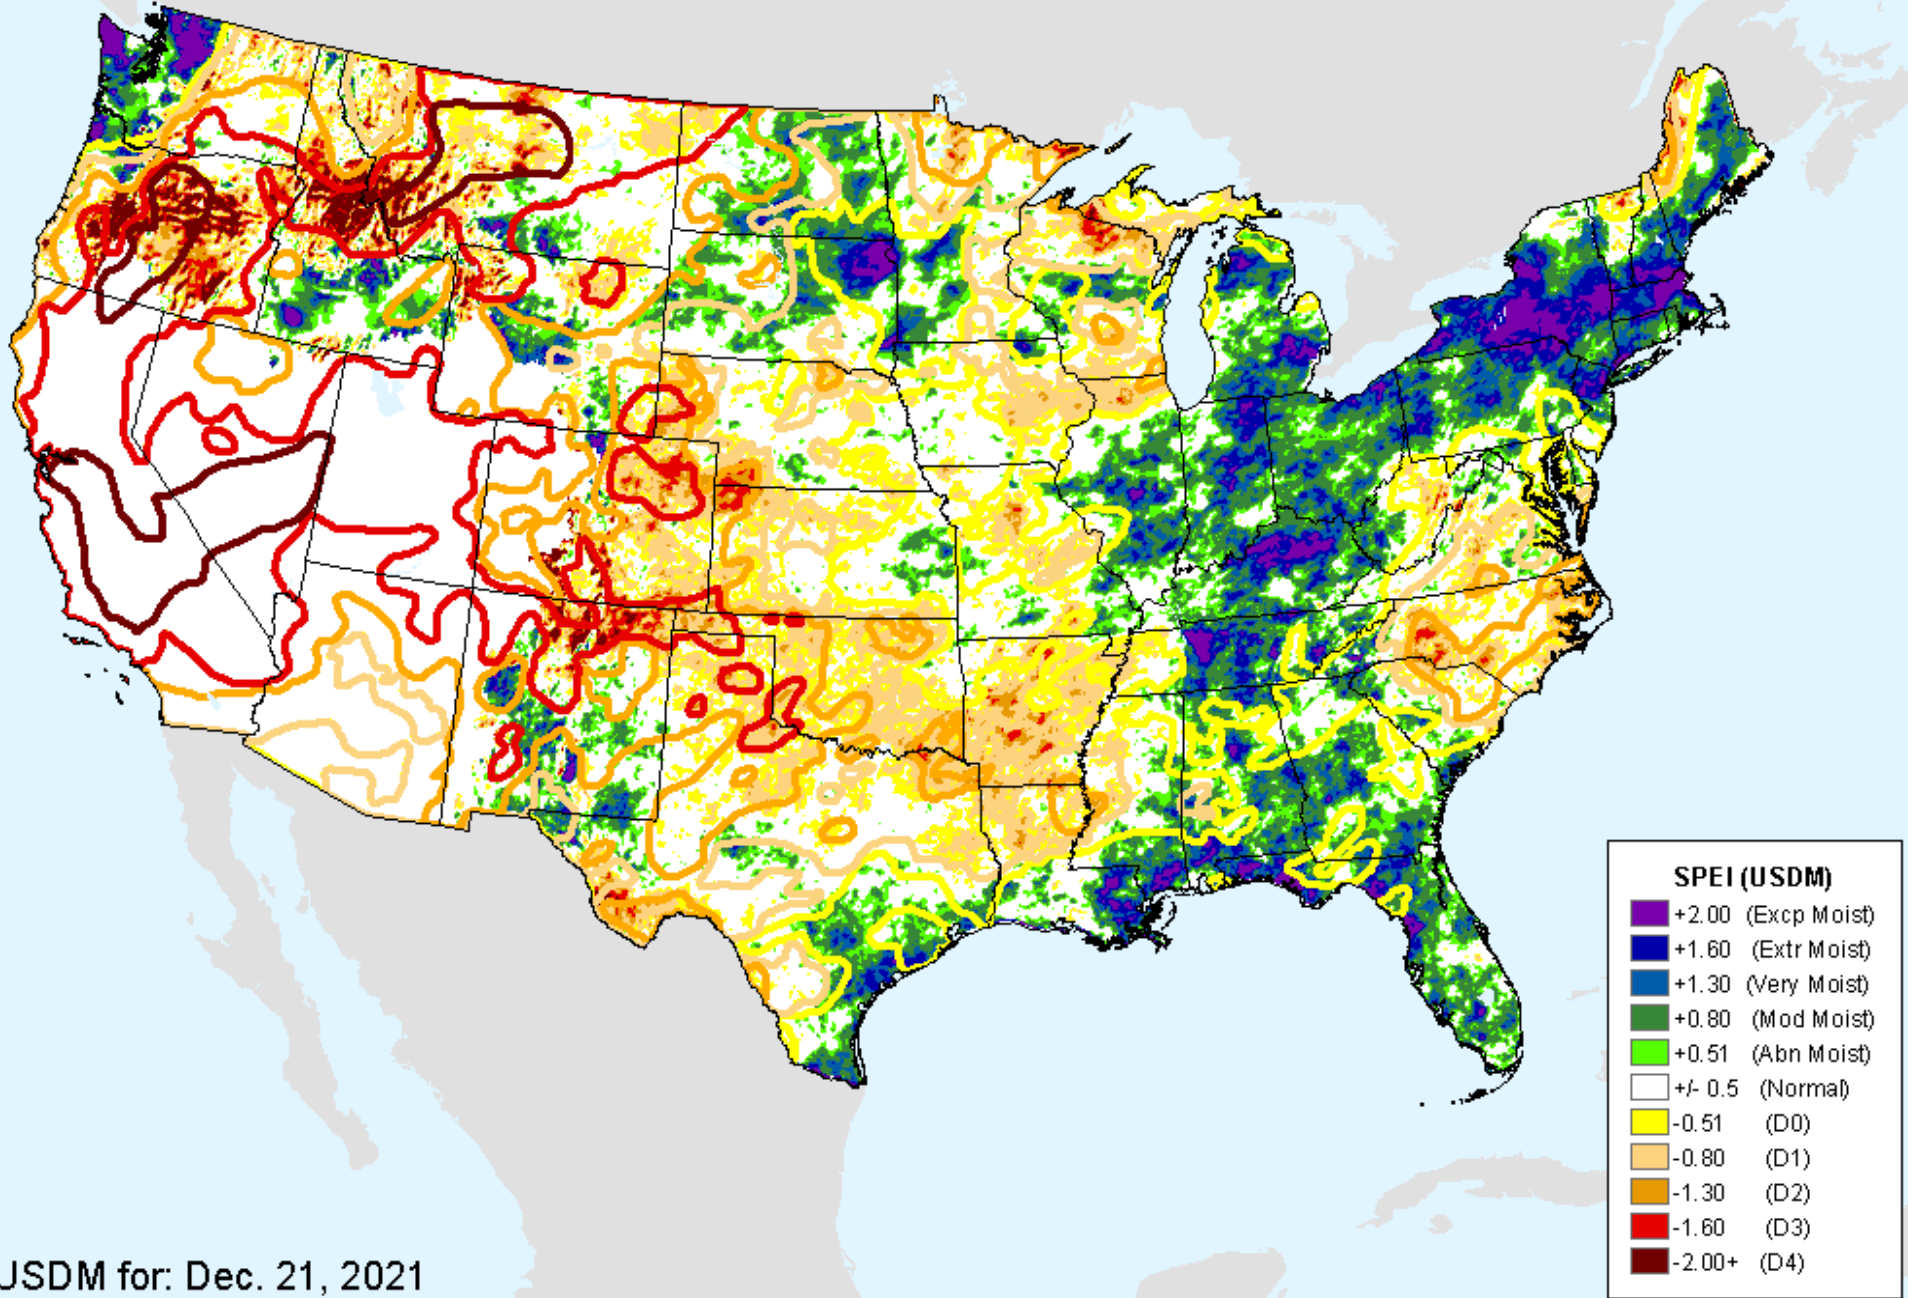 SPEI (USDM)
+2.00 (Excp Moist)
+1.60 (Extr Moist)
+1.30 (Very Moist)
+0.80 (Mod Moist)
+0.51 (Abn Moist)
+/- 0.5 (Normal)
-0.51 (D0)
-0.80 (D1)
-1.30 (D2)
-1.60 (D3)
-2.00+ (D4)
USDM for: Dec. 21, 2021